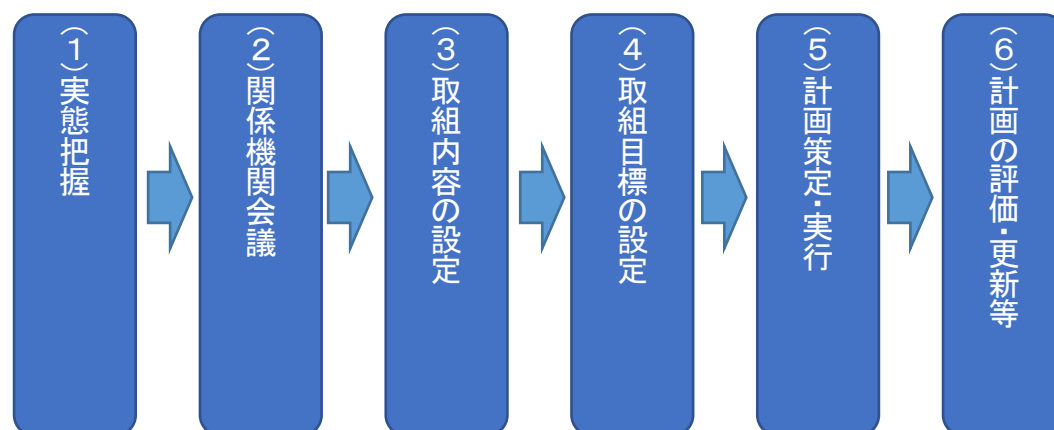 （１）実態把握
（２）関係機関会議
（３）取組内容の設定
（４）取組目標の設定
（５）計画策定・実行
（６）計画の評価・更新等